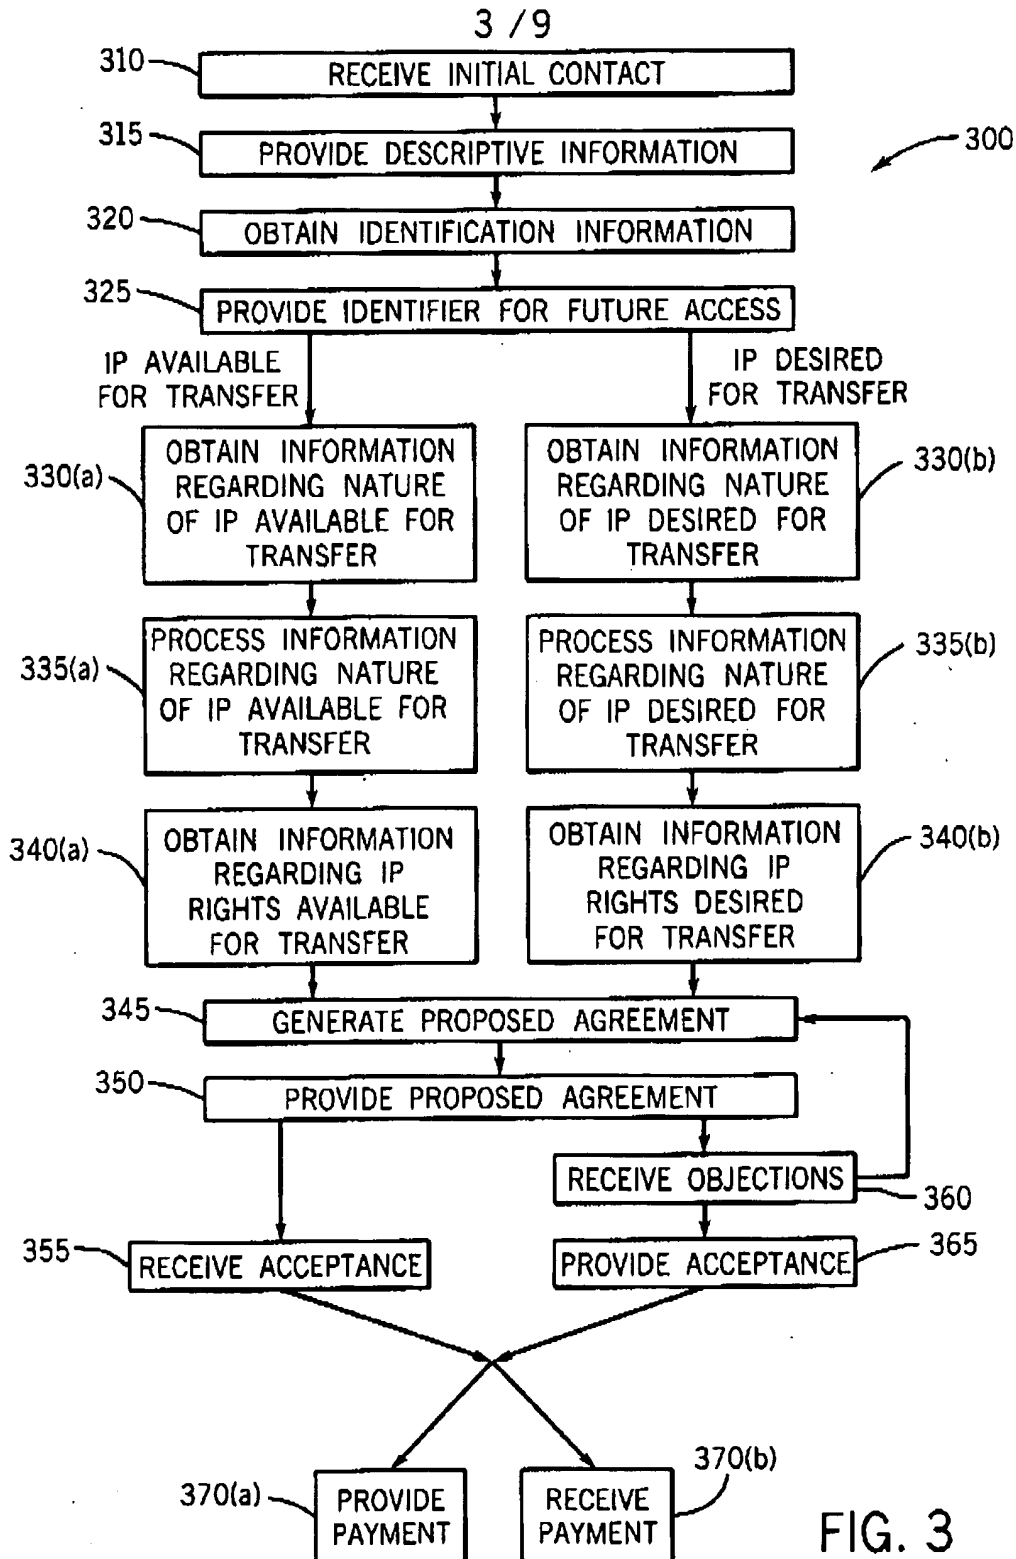 3 / 9
310
RECEIVE INITIAL CONTACT
315
PROVIDE DESCRIPTIVE INFORMATION
300
320
OBTAIN IDENTIFICATION INFORMATION
325
PROVIDE IDENTIFIER FOR FUTURE ACCESS
IP AVAILABLE
FOR TRANSFER
IP DESIRED
FOR TRANSFER
330(a)
OBTAIN INFORMATION
REGARDING NATURE
OF IP AVAILABLE FOR
TRANSFER
OBTAIN INFORMATION
REGARDING NATURE
OF IP DESIRED FOR
TRANSFER
330(b)
335(a)
PROCESS INFORMATION
REGARDING NATURE
OF IP AVAILABLE FOR
TRANSFER
PROCESS INFORMATION
REGARDING NATURE
OF IP DESIRED FOR
TRANSFER
335(b)
340(a)
OBTAIN INFORMATION
REGARDING IP
RIGHTS AVAILABLE
FOR TRANSFER
OBTAIN INFORMATION
REGARDING IP
RIGHTS DESIRED
FOR TRANSFER
340(b)
345
GENERATE PROPOSED AGREEMENT
350
PROVIDE PROPOSED AGREEMENT
RECEIVE OBJECTIONS
360
355
RECEIVE ACCEPTANCE
PROVIDE ACCEPTANCE
365
370(a)
PROVIDE
PAYMENT
RECEIVE
PAYMENT
370(b)
FIG. 3